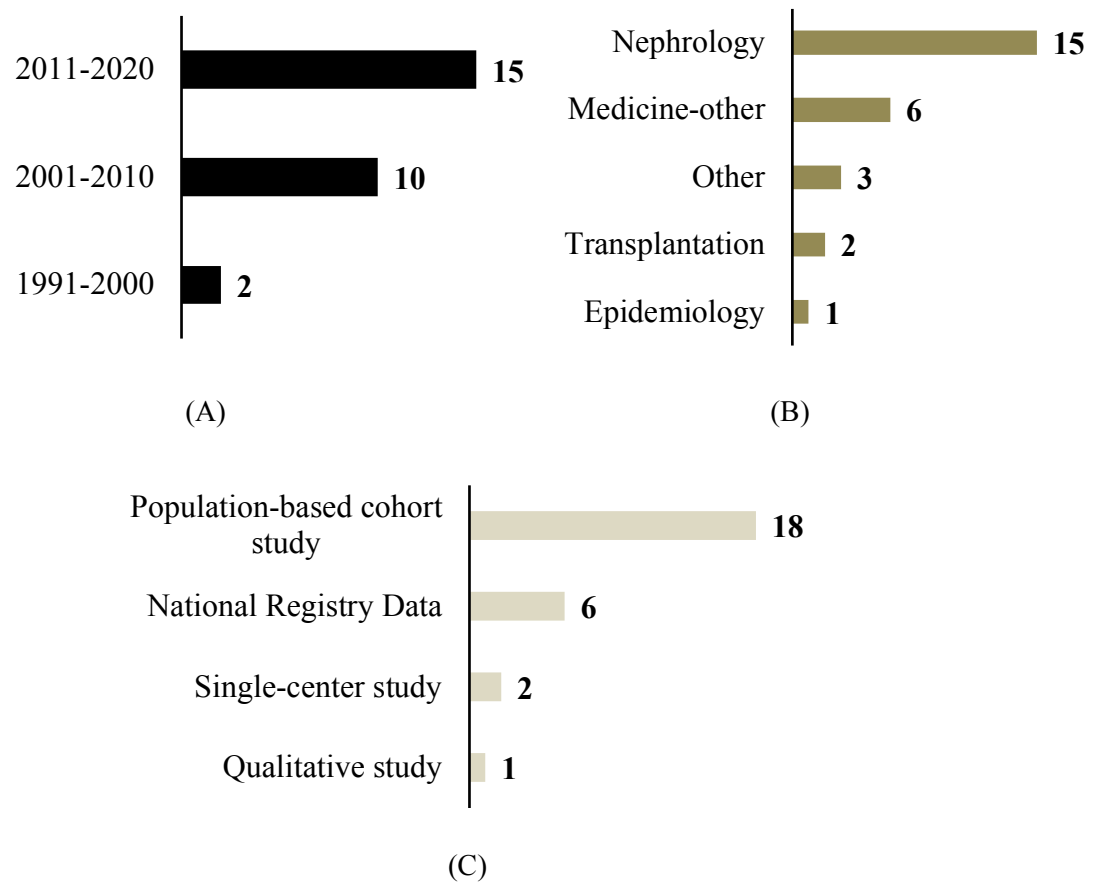 2011-2020 15
2001-2010 10
1991-2000 2
(A)
Nephrology 15
Medicine-other 6
Other 3
Transplantation 2
Epidemiology 1
(B)
Population-based cohort
study 18
National Registry Data 6
Single-center study 2
Qualitative study 1
(C)